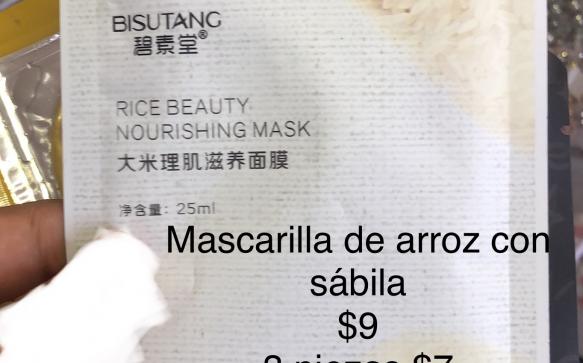 BISUTANG
碧素堂®
RICE BEAUTY
NOURISHING MASK
大米理肌滋养面膜
净含量: 25ml
Mascarilla de arroz con
sábila
$9